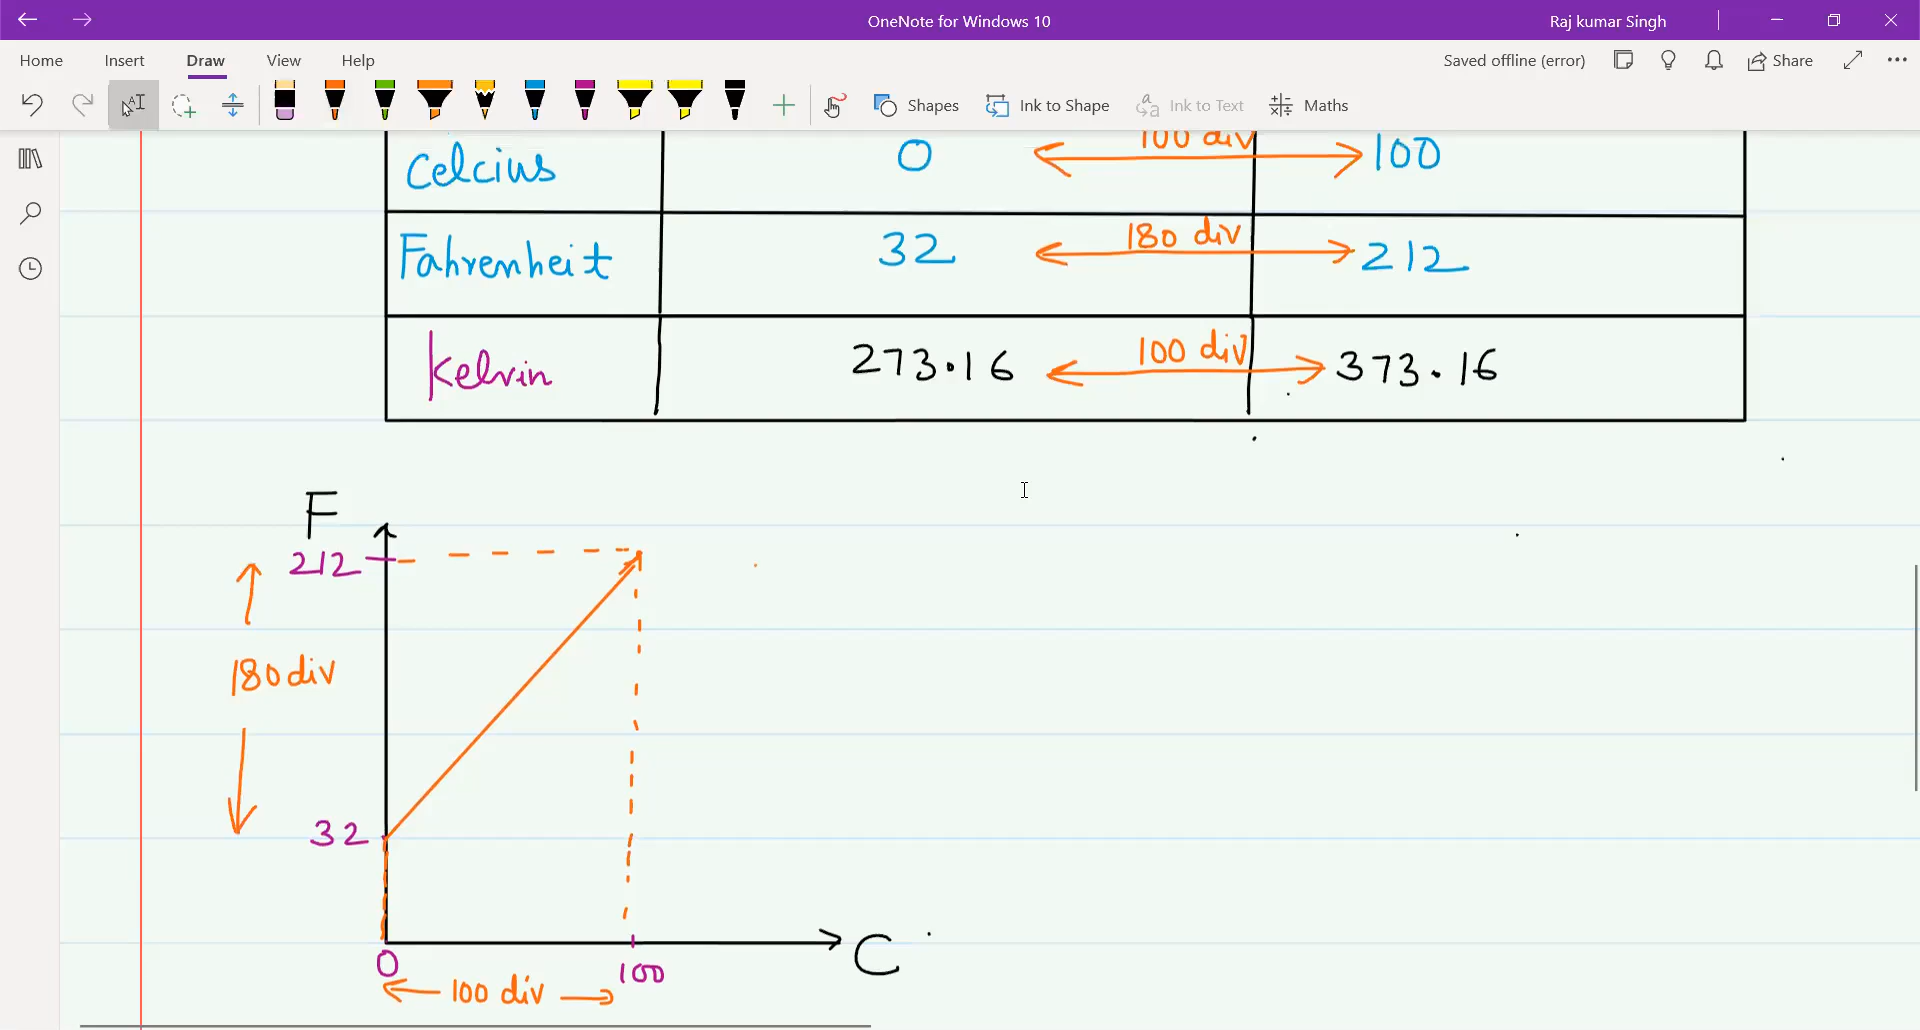 OneNote for Windows 10
Raj kumar Singh
Home Insert Draw View Help
Saved offline (error)
Share
Shapes
Ink to Shape
Ink to Text
Maths
Celcius 0 100 div 100
Fahrenheit 32 180 div 212
Kelvin 273.16 100 div 373.16
F
212
180 div
32
0 100 C
100 div